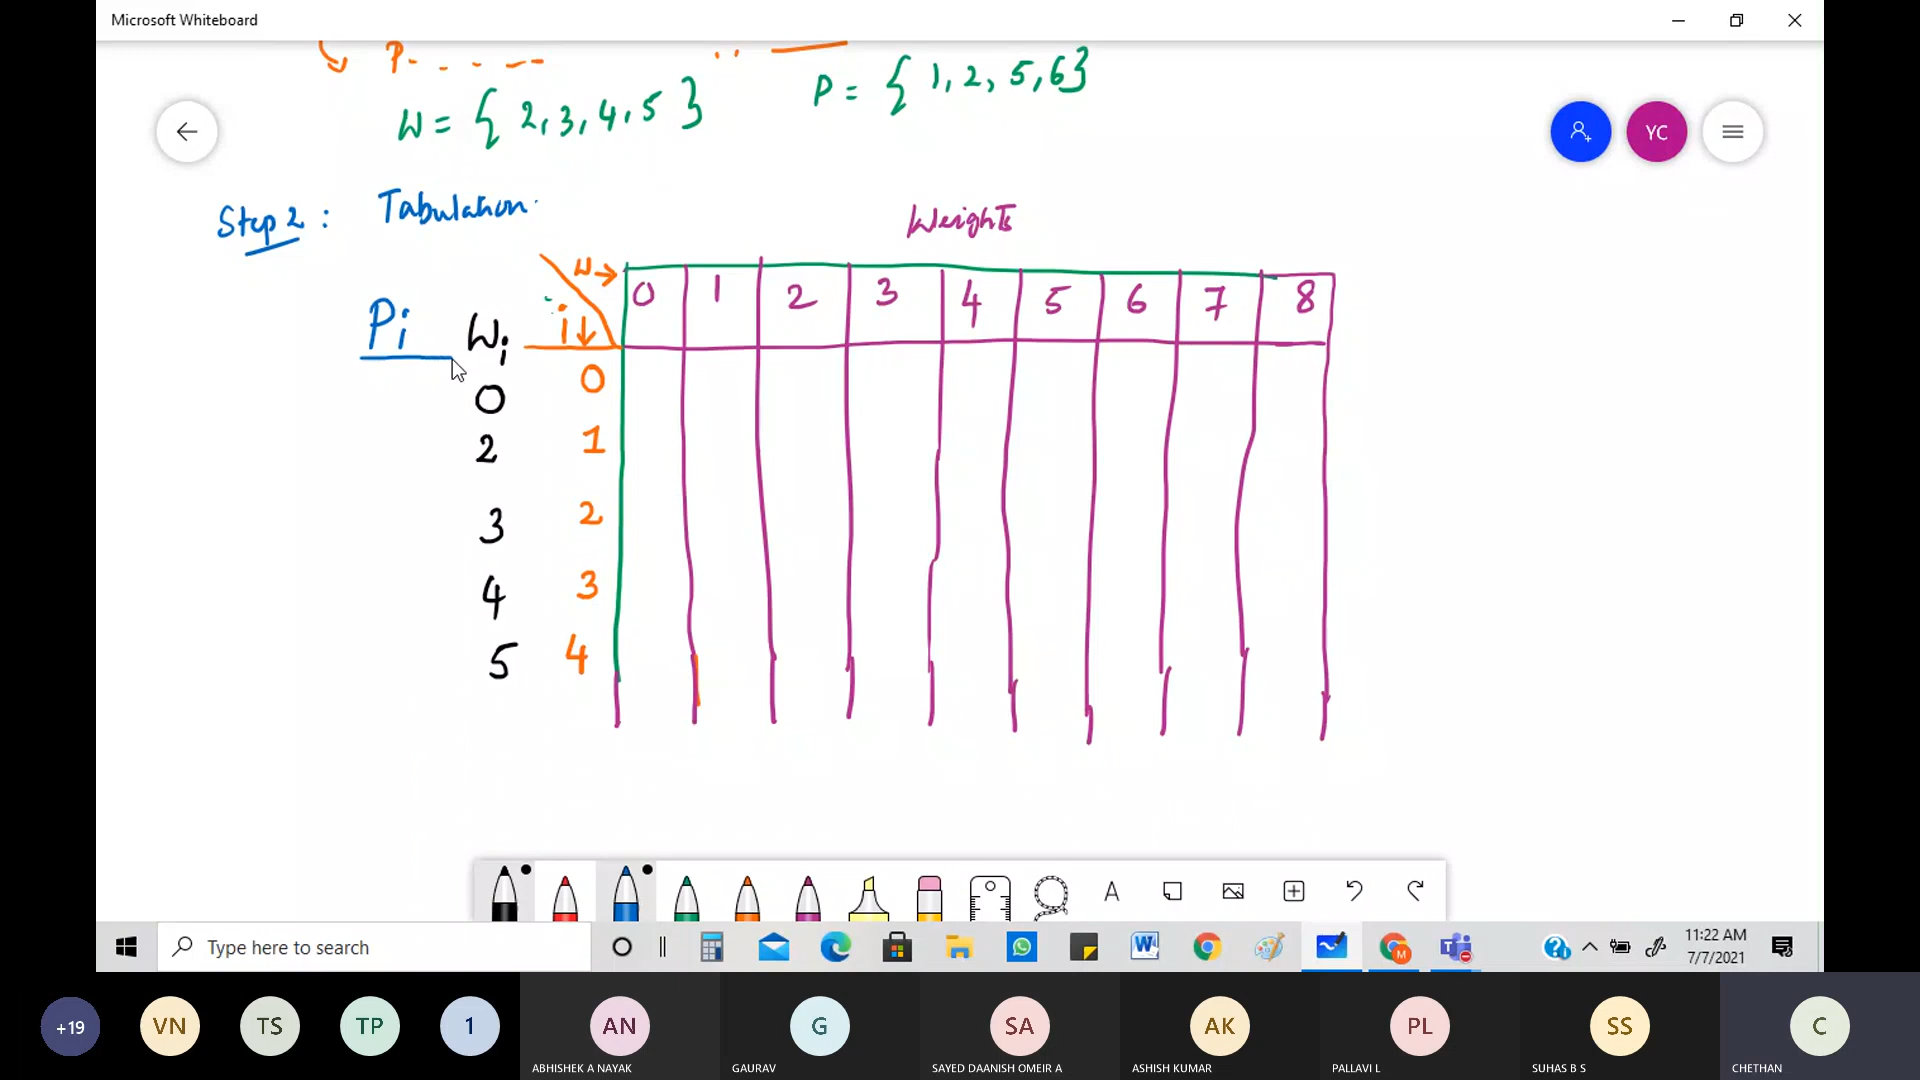 Microsoft Whiteboard
P
W = { 2, 3, 4, 5 } P = { 1, 2, 5, 6 }
YC
Step 2 : Tabulation.
Weights
Pi Wi i↓ w→ 0 1 2 3 4 5 6 7 8
0 0
2 1
3 2
4 3
5 4
A
Type here to search
11:22 AM
7/7/2021
+19 VN TS TP 1 AN G SA AK PL SS C
ABHISHEK A NAYAK GAURAV SAYED DAANISH OMEIR A ASHISH KUMAR PALLAVI L SUHAS B S CHETHAN